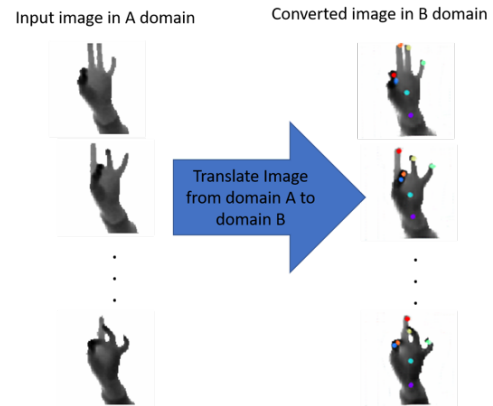 Input image in A domain
Converted image in B domain
Translate Image
from domain A to
domain B